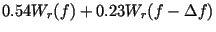 0.54W_r(f) + 0.23W_r(f − Δf)